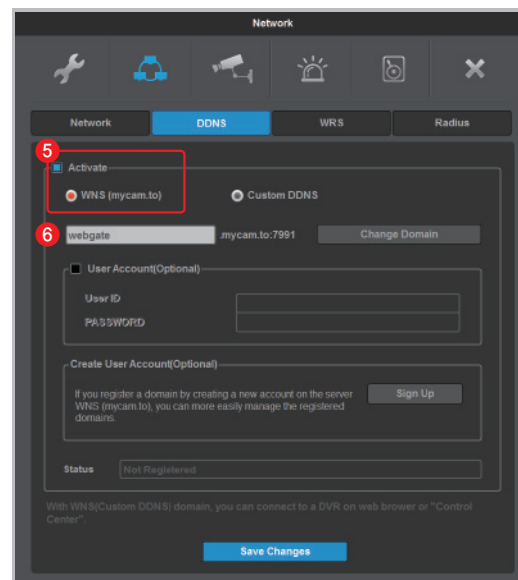 Network
Network DDNS WRS Radius
5
Activate
WNS (mycam.to) Custom DDNS
6 webgate .mycam.to:7991 Change Domain
User Account(Optional)
User ID
PASSWORD
Create User Account(Optional)
If you register a domain by creating a new account on the server Sign Up
WNS (mycam.to), you can more easily manage the registered
domains.
Status Not Registered
With WNS(Custom DDNS) domain, you can connect to a DVR on web brower or "Control
Center".
Save Changes